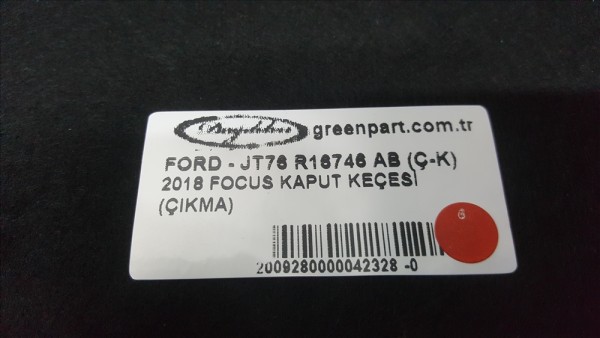 greenpart.com.tr
FORD - JT76 R16746 AB (Ç-K)
2018 FOCUS KAPUT KEÇESİ
(ÇIKMA)
6
2009280000042328 -0